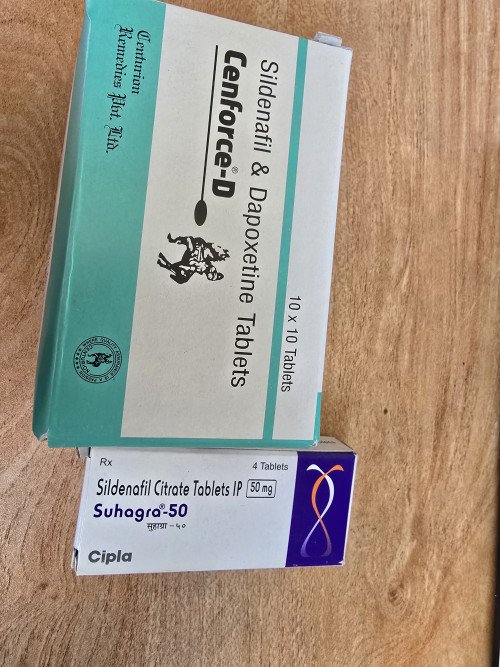 Sildenafil & Dapoxetine Tablets
Cenforce®-D
Centurion
Remedies Pvt. Ltd.
10 x 10 Tablets
Rx
4 Tablets
Sildenafil Citrate Tablets IP 50 mg
Suhagra®-50
सुहाग्रा - ५०
Cipla